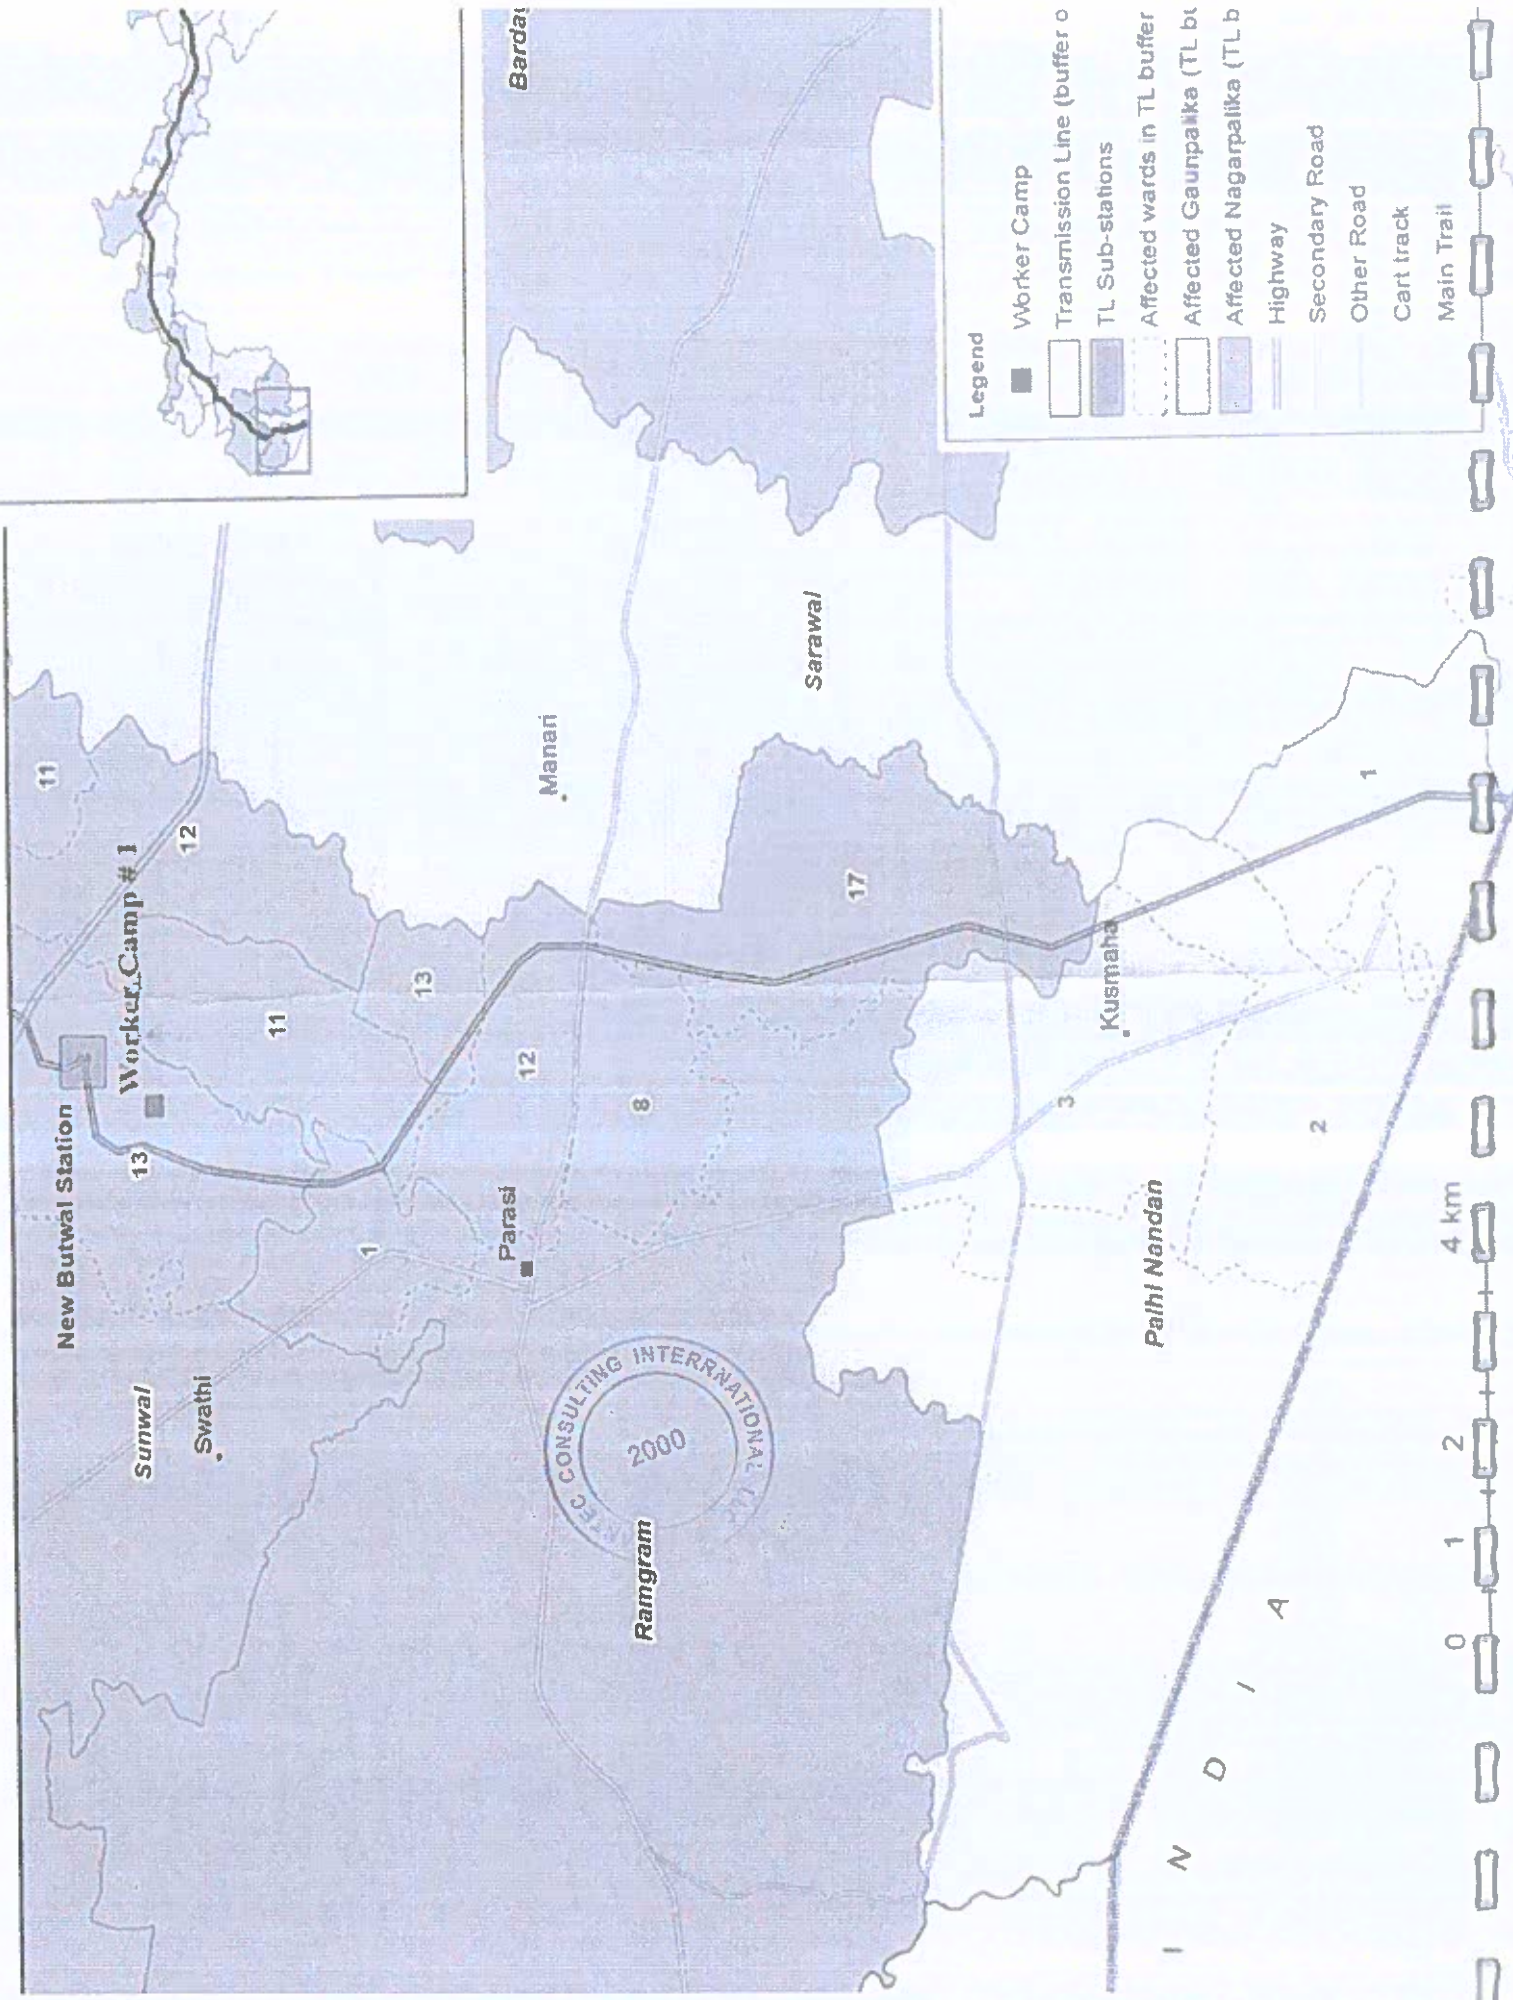 New Butwal Station
Worker Camp # 1
11
12
13
11
13
Sunwal
Swathi
1
Parasi
12
8
Manari
Bardag
Sarawal
17
Ramgram
CONSULTING INTERRNATIONAL
2000
Kusmaha
3
1
2
Palhi Nandan
I N D I A
0 1 2 4 km
Legend
Worker Camp
Transmission Line (buffer o
TL Sub-stations
Affected wards in TL buffer
Affected Gaunpalika (TL bu
Affected Nagarpalika (TL b
Highway
Secondary Road
Other Road
Cart track
Main Trail